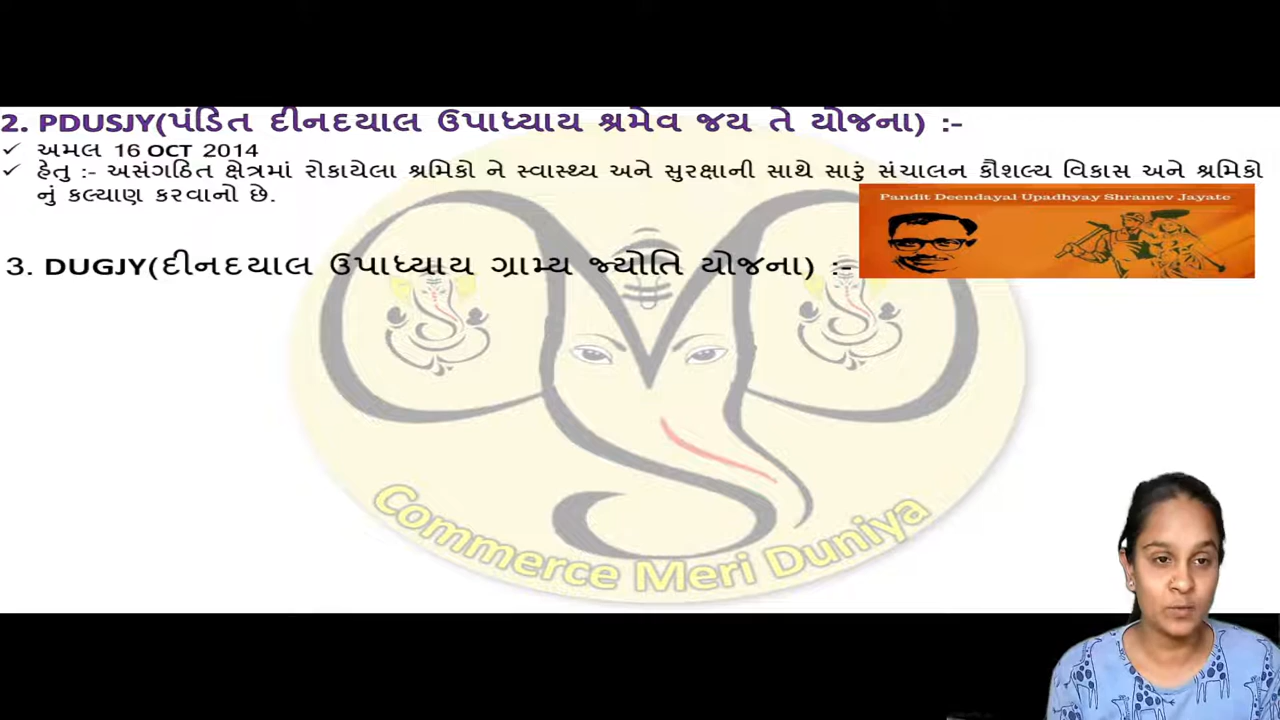 2. PDUSJY(પંડિત દીનદયાલ ઉપાધ્યાય શ્રમેવ જય તે યોજના) :-
✓ અમલ 16 OCT 2014
✓ હેતુ :- અસંગઠિત ક્ષેત્રમાં રોકાયેલા શ્રમિકો ને સ્વાસ્થ્ય અને સુરક્ષાની સાથે સારું સંચાલન કૌશલ્ય વિકાસ અને શ્રમિકો
નું કલ્યાણ કરવાનો છે.
Pandit Deendayal Upadhyay Shramev Jayate
3. DUGJY(દીનદયાલ ઉપાધ્યાય ગ્રામ્ય જ્યોતિ યોજના) :-
Commerce Meri Duniya